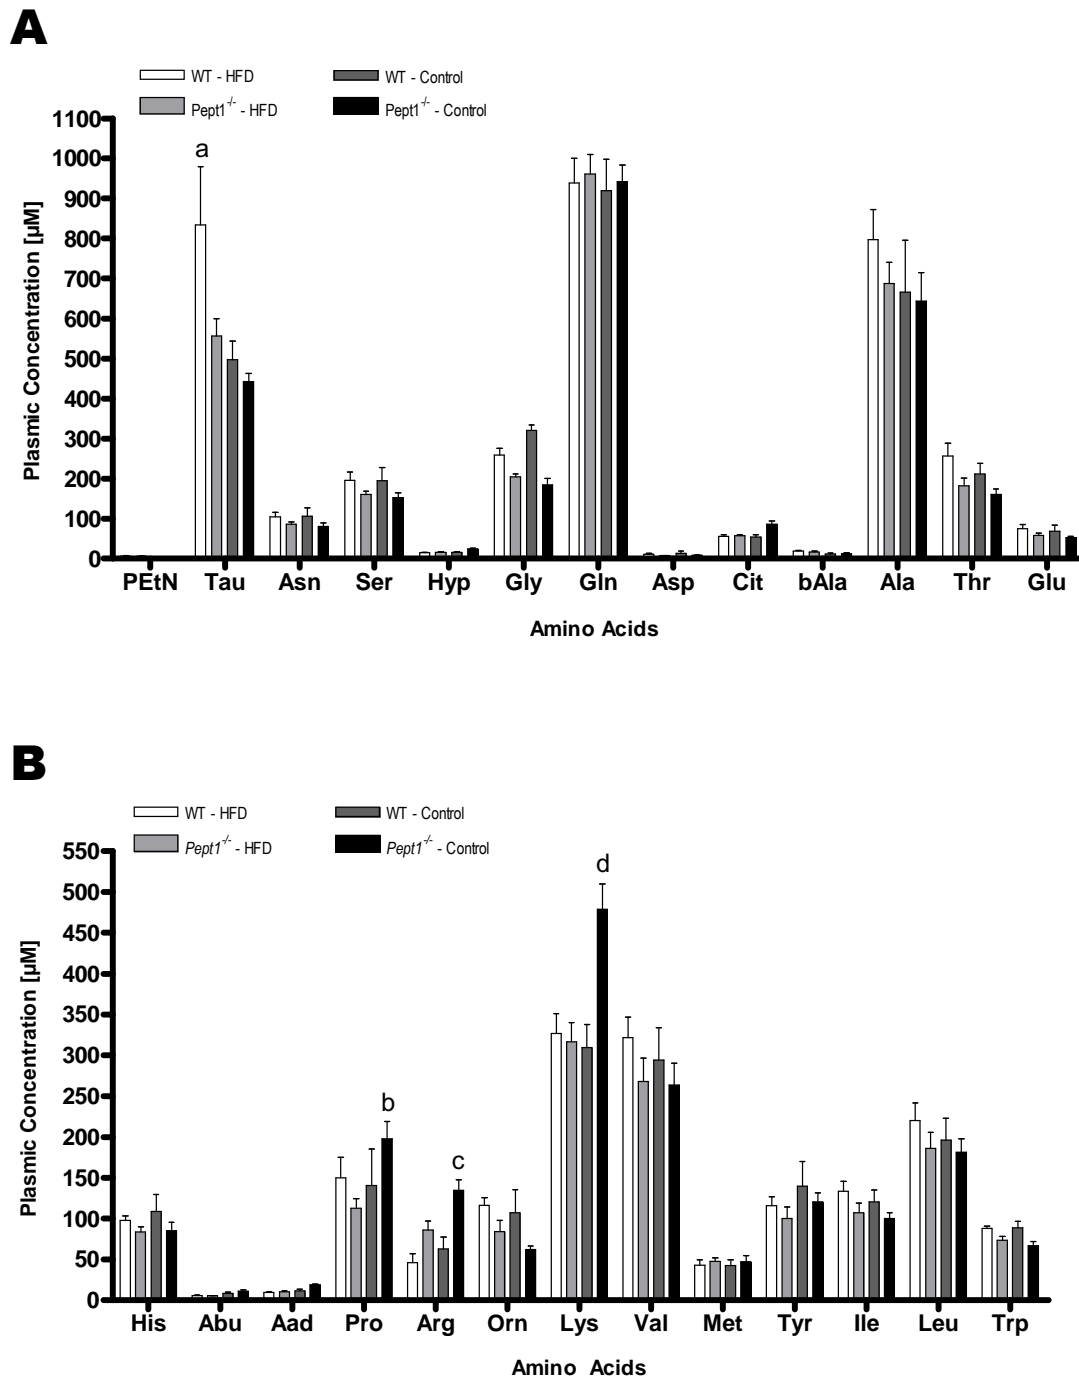 A
WT - HFD WT - Control
Pept1-/- - HFD Pept1-/- - Control
1100
1000
900
800
700
600
500
400
300
200
100
0
Plasmic Concentration [µM]
a
PEtN Tau Asn Ser Hyp Gly Gln Asp Cit bAla Ala Thr Glu
Amino Acids
B
WT - HFD WT - Control
Pept1-/- - HFD Pept1-/- - Control
550
500
450
400
350
300
250
200
150
100
50
0
Plasmic Concentration [µM]
b
c
d
His Abu Aad Pro Arg Orn Lys Val Met Tyr Ile Leu Trp
Amino Acids